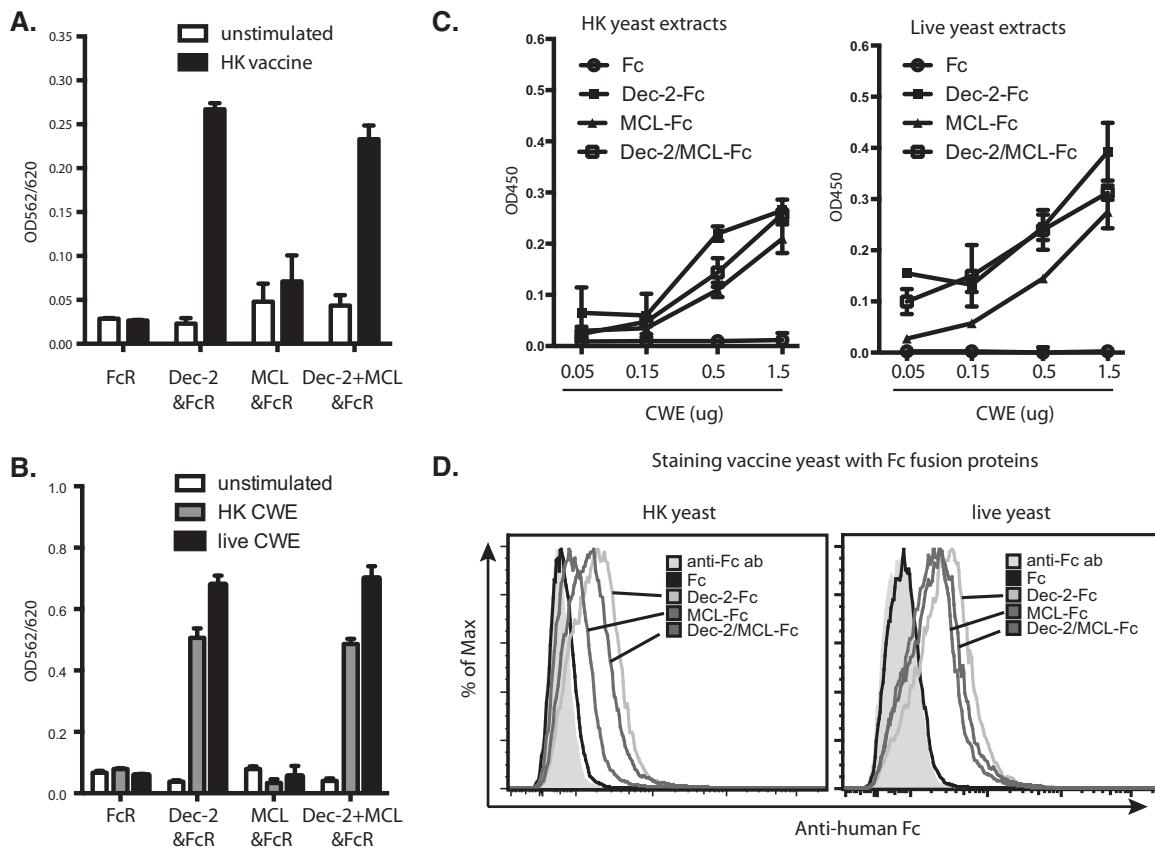 A.
OD562/620
0.35
0.30
0.25
0.20
0.15
0.10
0.05
0.00
unstimulated
HK vaccine
FcR
Dec-2
&FcR
MCL
&FcR
Dec-2+MCL
&FcR
B.
OD562/620
1.0
0.8
0.6
0.4
0.2
0.0
unstimulated
HK CWE
live CWE
FcR
Dec-2
&FcR
MCL
&FcR
Dec-2+MCL
&FcR
C.
HK yeast extracts
OD450
0.6
0.5
0.4
0.3
0.2
0.1
0.0
Fc
Dec-2-Fc
MCL-Fc
Dec-2/MCL-Fc
0.05 0.15 0.5 1.5
CWE (ug)
Live yeast extracts
OD450
0.6
0.5
0.4
0.3
0.2
0.1
0.0
Fc
Dec-2-Fc
MCL-Fc
Dec-2/MCL-Fc
0.05 0.15 0.5 1.5
CWE (ug)
D.
Staining vaccine yeast with Fc fusion proteins
HK yeast
% of Max
anti-Fc ab
Fc
Dec-2-Fc
MCL-Fc
Dec-2/MCL-Fc
live yeast
anti-Fc ab
Fc
Dec-2-Fc
MCL-Fc
Dec-2/MCL-Fc
Anti-human Fc